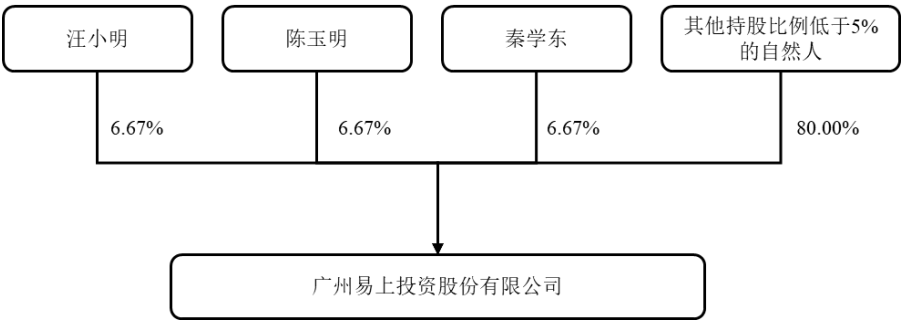 汪小明
陈玉明
秦学东
其他持股比例低于5%
的自然人
6.67%
6.67%
6.67%
80.00%
广州易上投资股份有限公司